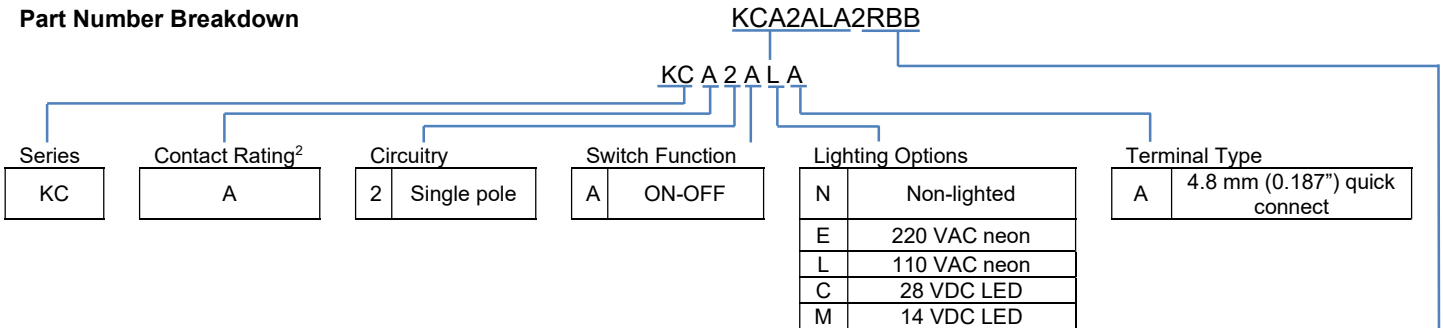 Part Number Breakdown
KCA2ALA2RBB
KC A 2 A L A
Series
KC
Contact Rating2
A
Circuitry
2 Single pole
Switch Function
A ON-OFF
Lighting Options
N Non-lighted
E 220 VAC neon
L 110 VAC neon
C 28 VDC LED
M 14 VDC LED
Terminal Type
A 4.8 mm (0.187”) quick
connect